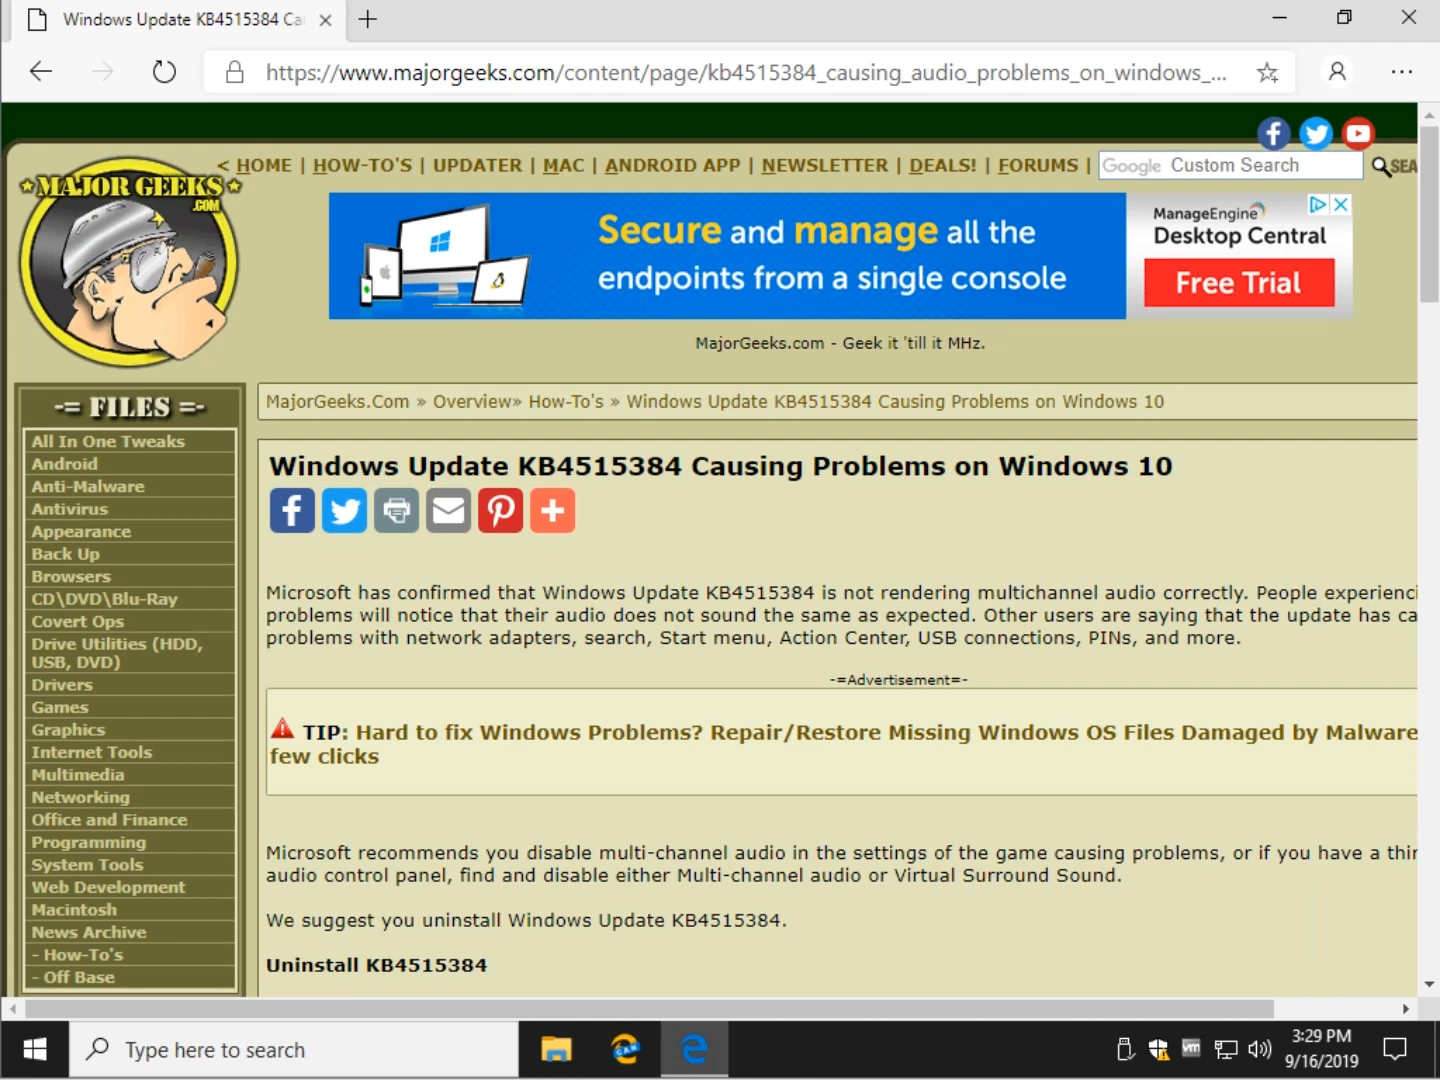 Windows Update KB4515384 Ca
https://www.majorgeeks.com/content/page/kb4515384_causing_audio_problems_on_windows_...
< HOME | HOW-TO'S | UPDATER | MAC | ANDROID APP | NEWSLETTER | DEALS! | FORUMS |
Google Custom Search
SEA
MAJOR GEEKS
.COM
Secure and manage all the
endpoints from a single console
ManageEngine
Desktop Central
Free Trial
MajorGeeks.com - Geek it 'till it MHz.
-= FILES =-
All In One Tweaks
Android
Anti-Malware
Antivirus
Appearance
Back Up
Browsers
CD\DVD\Blu-Ray
Covert Ops
Drive Utilities (HDD,
USB, DVD)
Drivers
Games
Graphics
Internet Tools
Multimedia
Networking
Office and Finance
Programming
System Tools
Web Development
Macintosh
News Archive
- How-To's
- Off Base
MajorGeeks.Com » Overview» How-To's » Windows Update KB4515384 Causing Problems on Windows 10
Windows Update KB4515384 Causing Problems on Windows 10
Microsoft has confirmed that Windows Update KB4515384 is not rendering multichannel audio correctly. People experienci
problems will notice that their audio does not sound the same as expected. Other users are saying that the update has ca
problems with network adapters, search, Start menu, Action Center, USB connections, PINs, and more.
-=Advertisement=-
TIP: Hard to fix Windows Problems? Repair/Restore Missing Windows OS Files Damaged by Malware
few clicks
Microsoft recommends you disable multi-channel audio in the settings of the game causing problems, or if you have a thir
audio control panel, find and disable either Multi-channel audio or Virtual Surround Sound.
We suggest you uninstall Windows Update KB4515384.
Uninstall KB4515384
Type here to search
CAN
vm
3:29 PM
9/16/2019